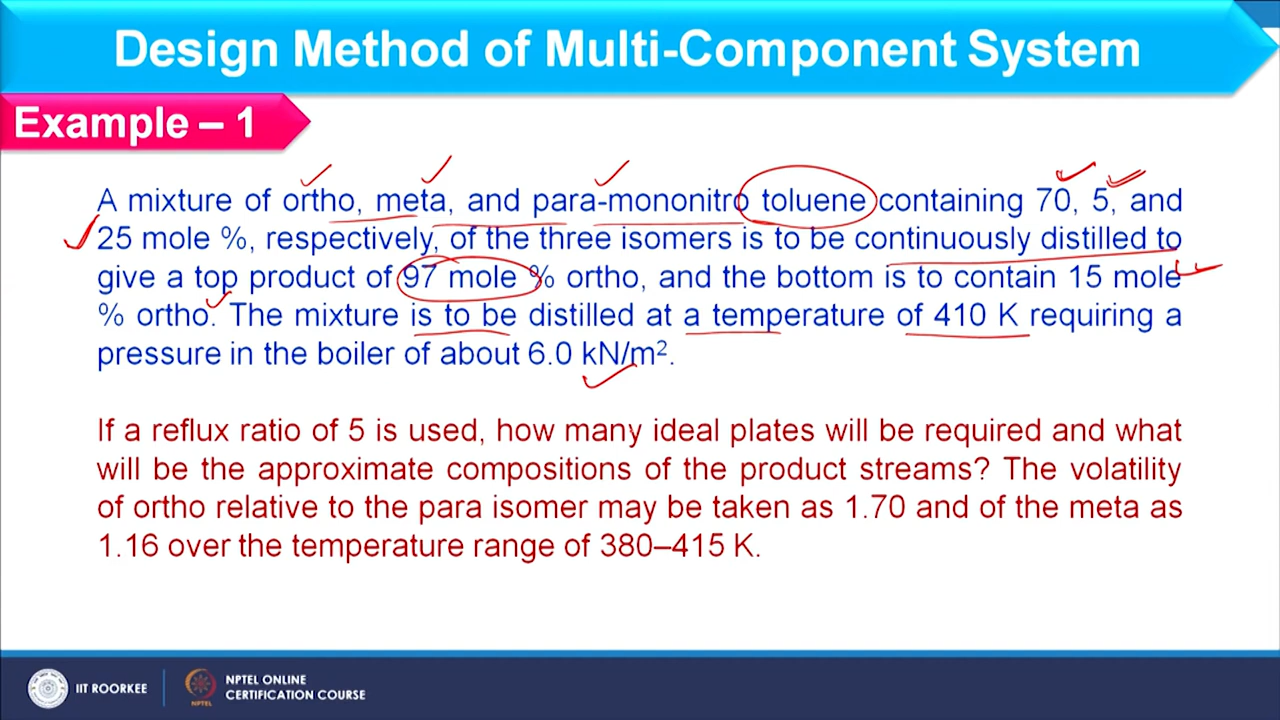 Design Method of Multi-Component System
Example – 1
A mixture of ortho, meta, and para-mononitro toluene containing 70, 5, and
25 mole %, respectively, of the three isomers is to be continuously distilled to
give a top product of 97 mole % ortho, and the bottom is to contain 15 mole
% ortho. The mixture is to be distilled at a temperature of 410 K requiring a
pressure in the boiler of about 6.0 kN/m².
If a reflux ratio of 5 is used, how many ideal plates will be required and what
will be the approximate compositions of the product streams? The volatility
of ortho relative to the para isomer may be taken as 1.70 and of the meta as
1.16 over the temperature range of 380–415 K.
IIT ROORKEE
NPTEL
NPTEL ONLINE
CERTIFICATION COURSE